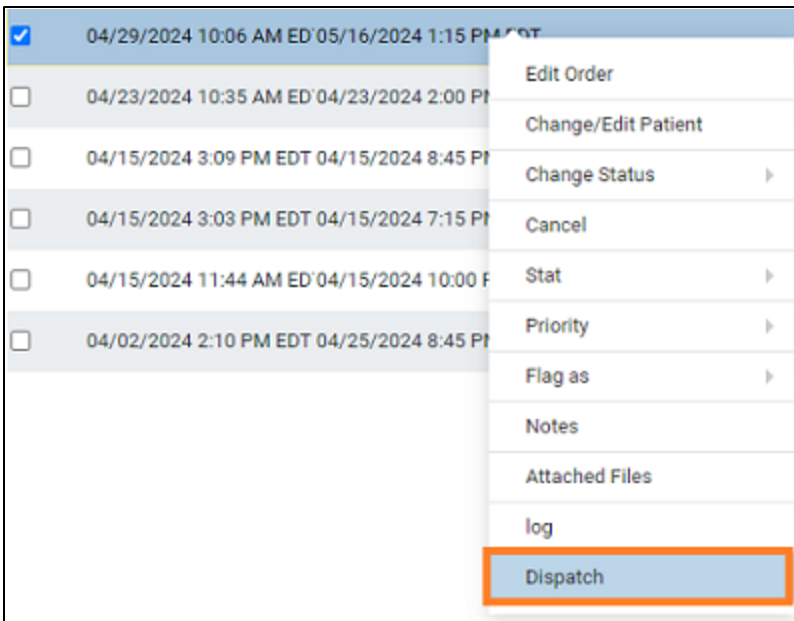 04/29/2024 10:06 AM ED 05/16/2024 1:15 PM EDT
04/23/2024 10:35 AM ED 04/23/2024 2:00
04/15/2024 3:09 PM EDT 04/15/2024 8:45
04/15/2024 3:03 PM EDT 04/15/2024 7:15
04/15/2024 11:44 AM ED 04/15/2024 10:00
04/02/2024 2:10 PM EDT 04/25/2024 8:45
Edit Order
Change/Edit Patient
Change Status
Cancel
Stat
Priority
Flag as
Notes
Attached Files
log
Dispatch